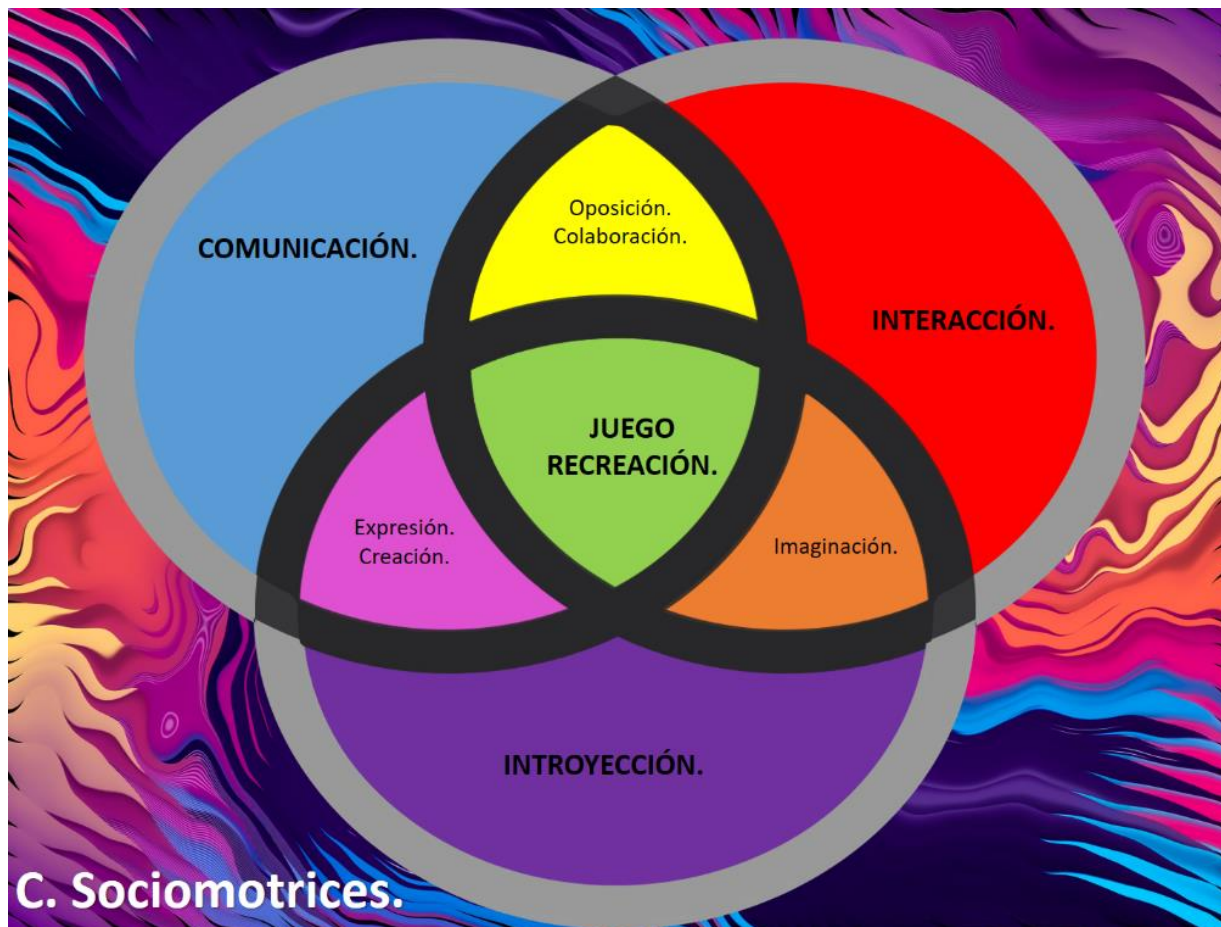 Oposición.
Colaboración.
COMUNICACIÓN.
INTERACCIÓN.
JUEGO
RECREACIÓN.
Expresión.
Creación.
Imaginación.
INTROYECCIÓN.
C. Sociomotrices.